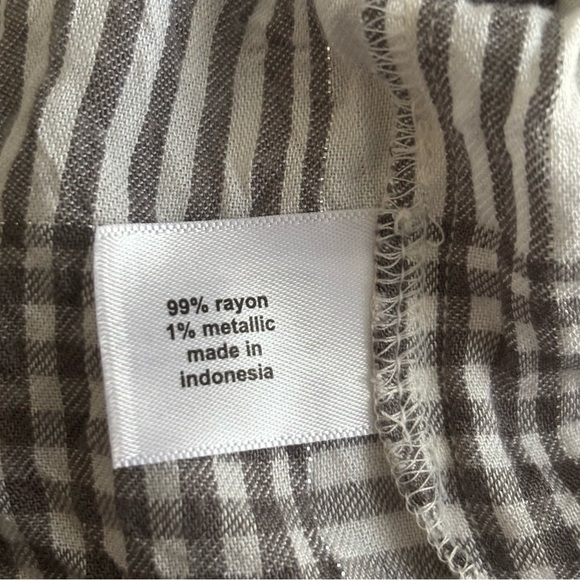 99% rayon
1% metallic
made in
indonesia